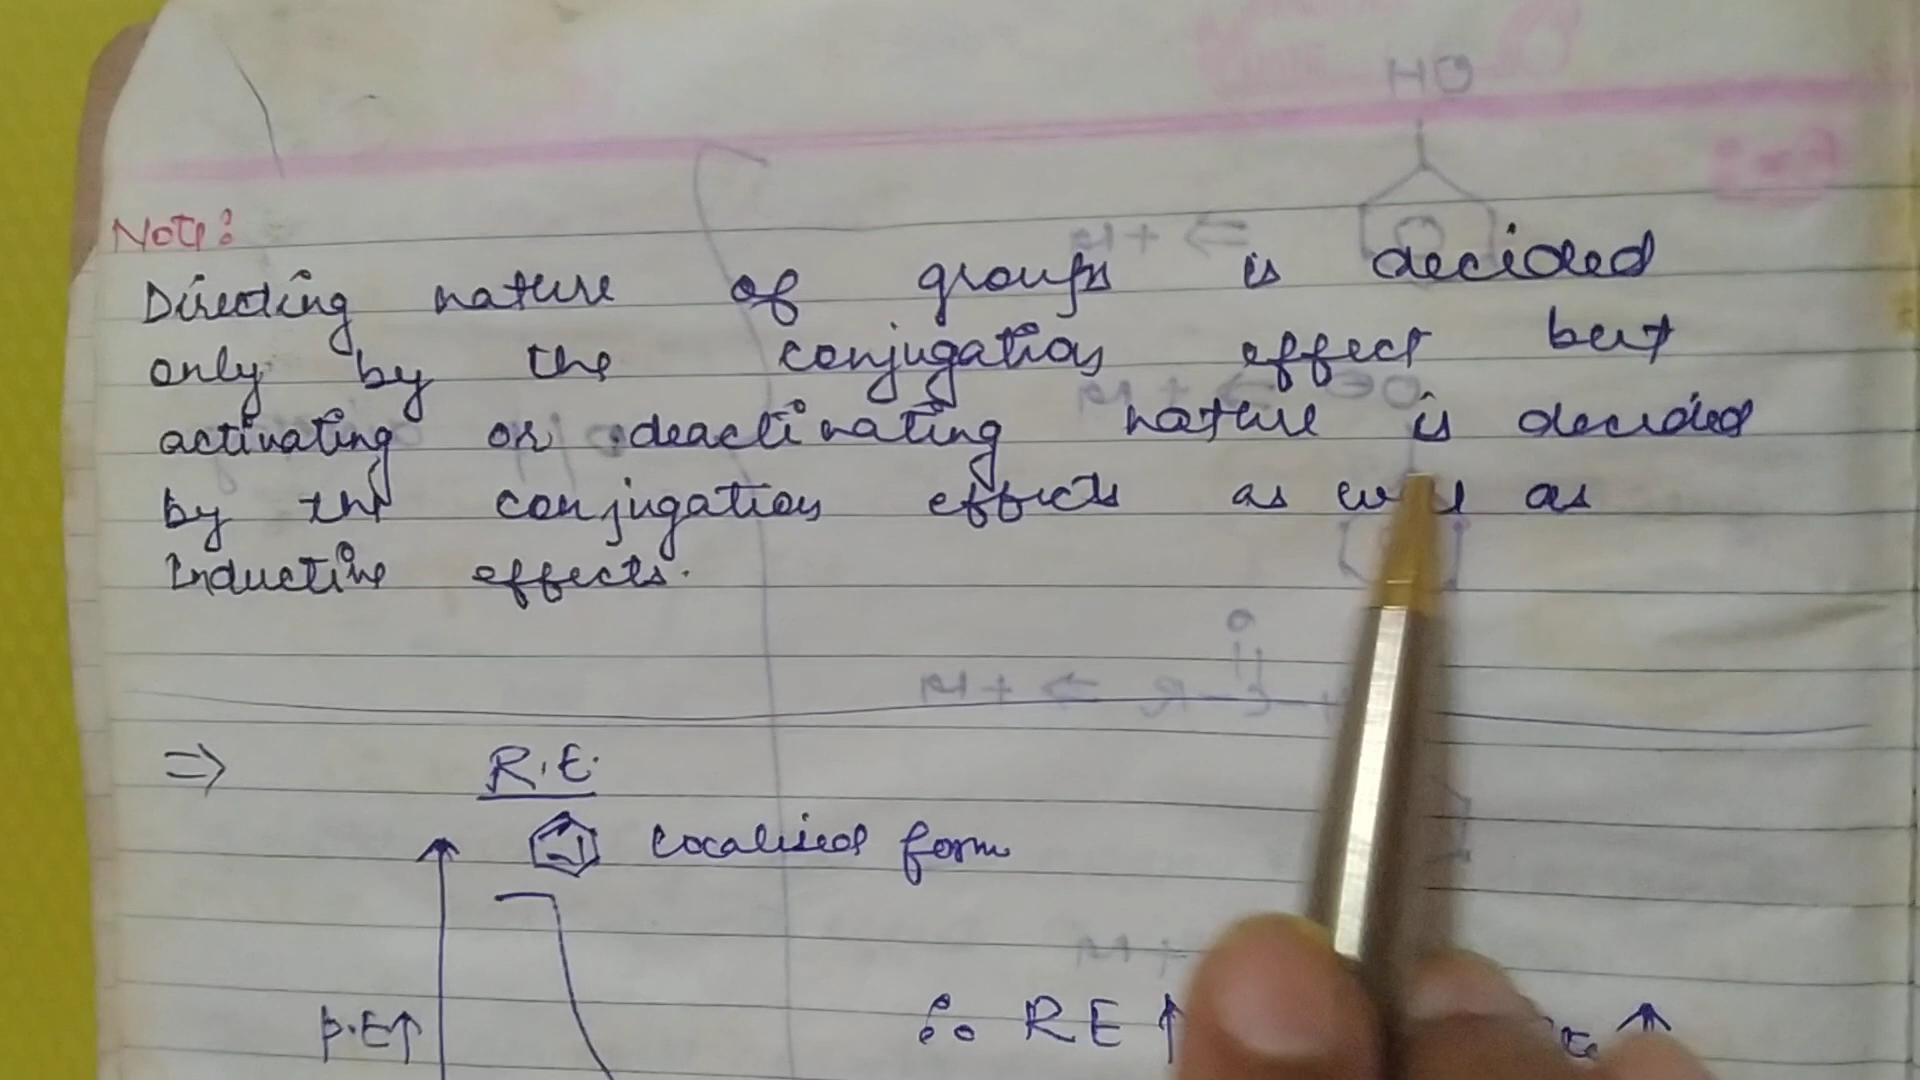 Note:
Directing nature of groups is decided
only by the conjugation effect but
activating or deactivating nature is decided
by the conjugation effects as well as
Inductive effects.
⇒ R.E.
localised form
P.E↑
∴ RE ↑ ↑